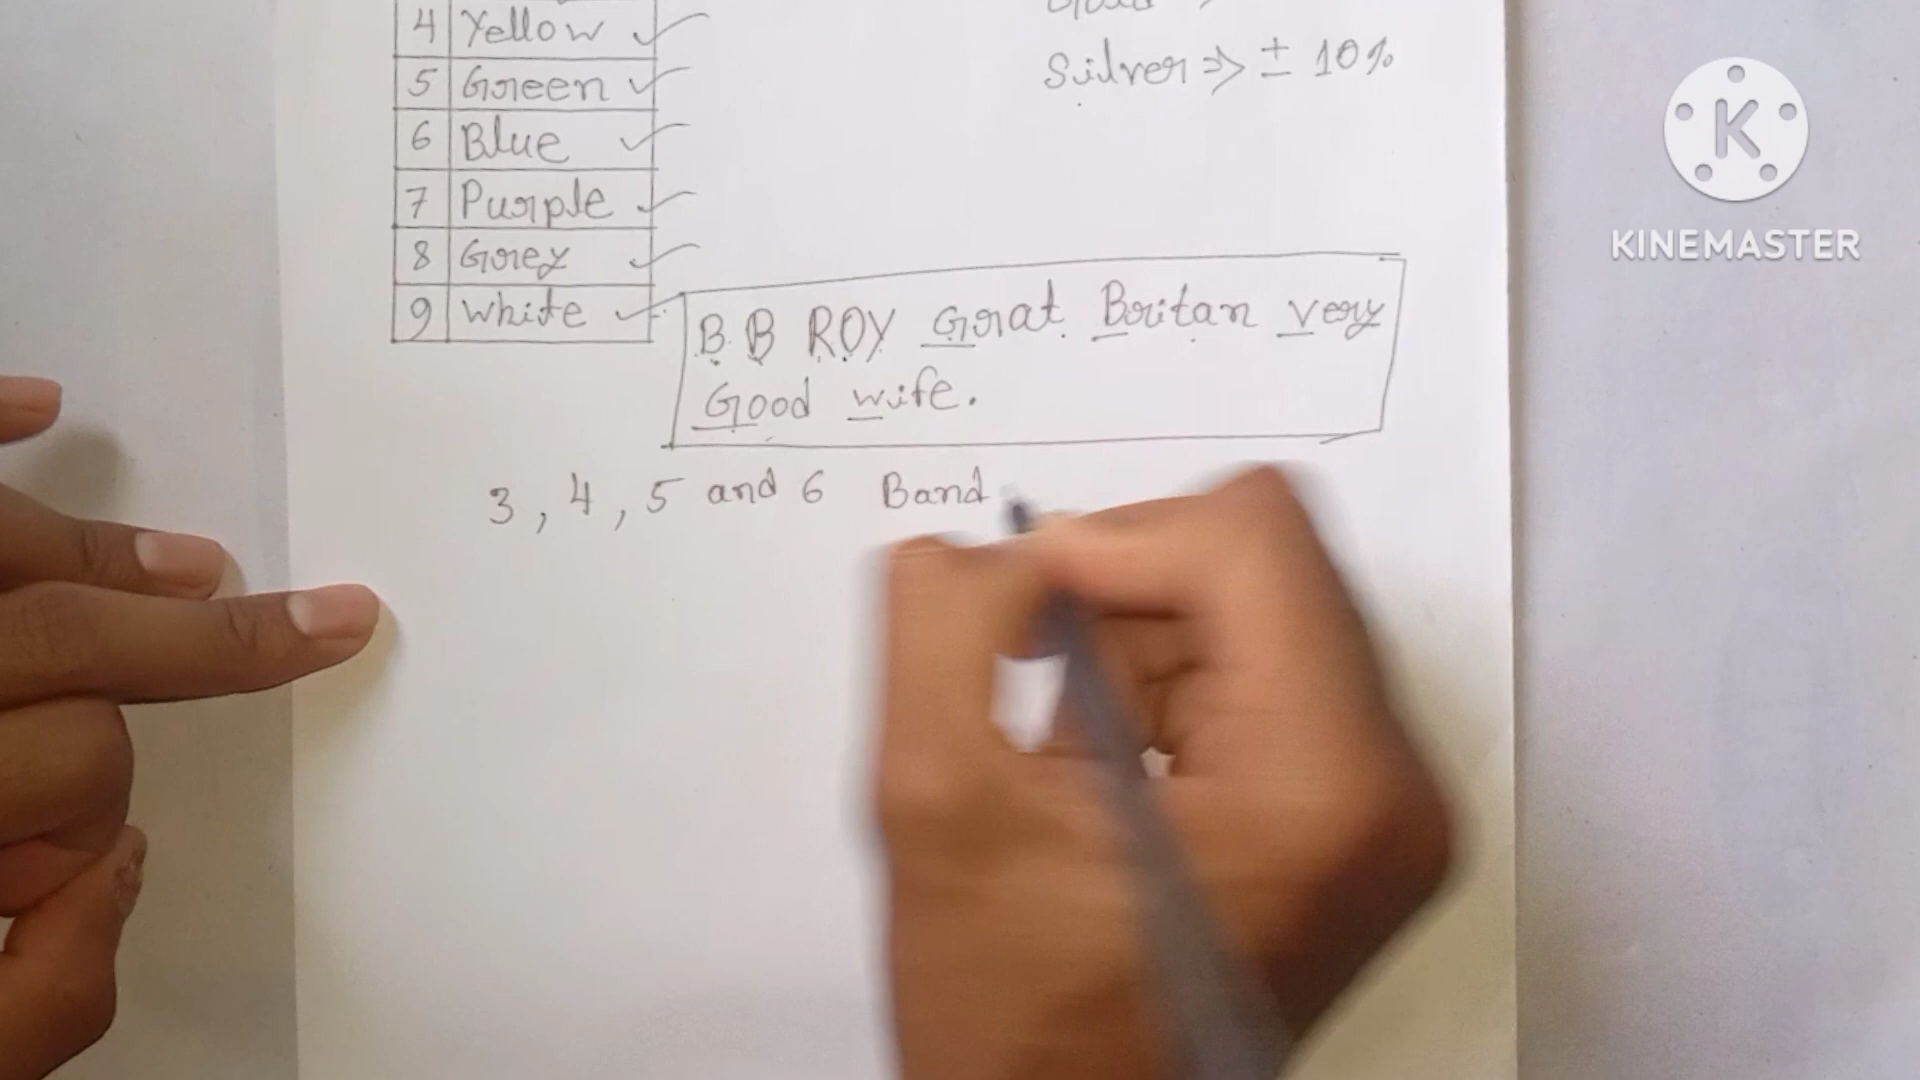 4 Yellow
5 Green
6 Blue
7 Purple
8 Grey
9 White
Silver => ± 10%
B B ROY Grat Britan very
Good wife.
3, 4, 5 and 6 Band
K
KINEMASTER